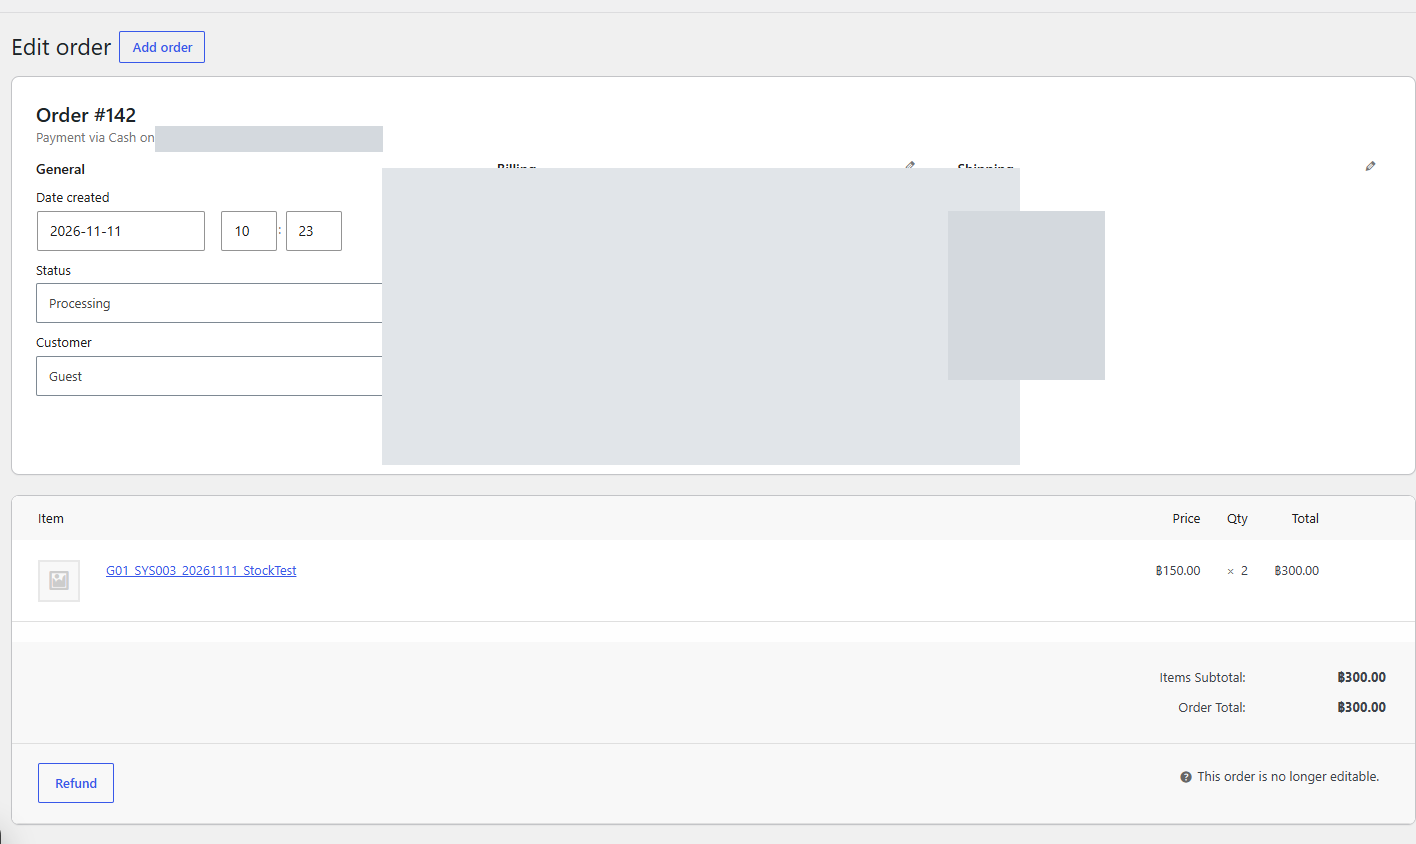 Edit order
Add order
Order #142
Payment via Cash on
General
Date created
2026-11-11
10 : 23
Status
Processing
Customer
Guest
Billing
Shipping
Item Price Qty Total
G01_SYS003_20261111_StockTest ฿150.00 × 2 ฿300.00
Items Subtotal: ฿300.00
Order Total: ฿300.00
Refund
This order is no longer editable.